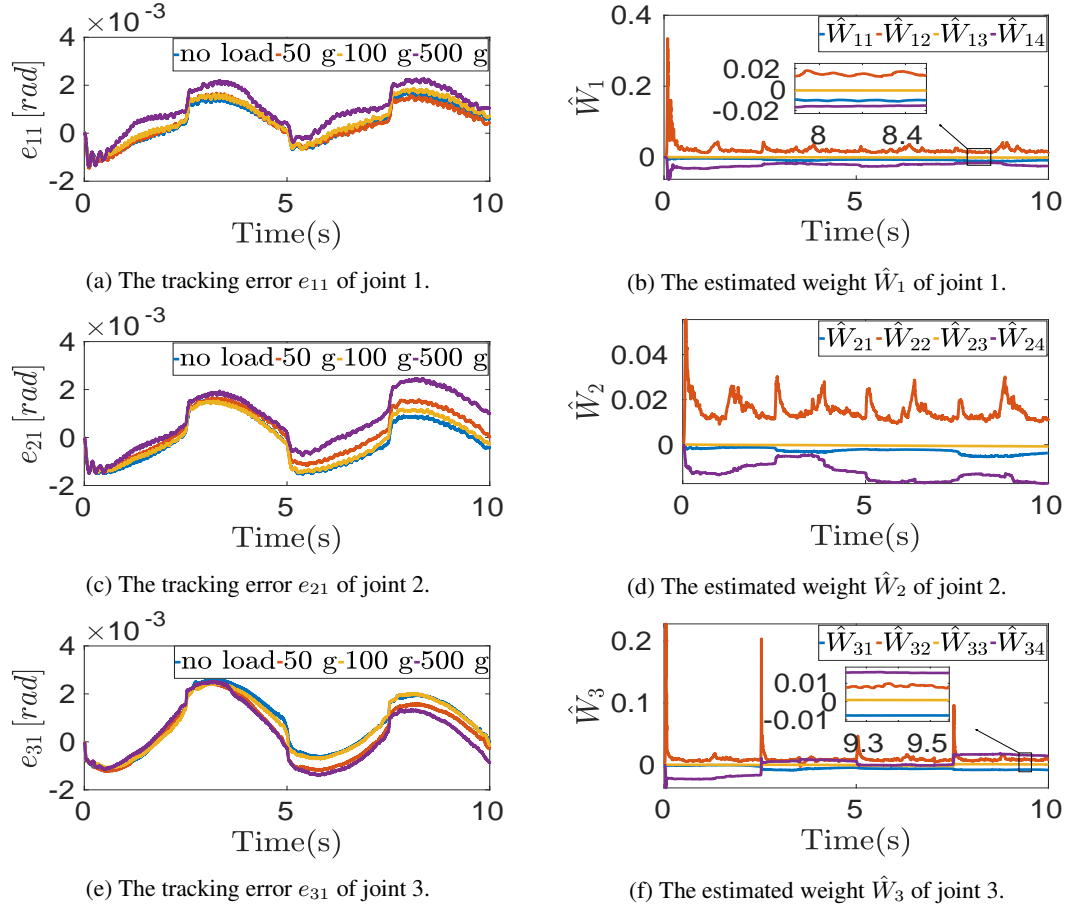 ×10⁻³
4
2
0
-2
e₁₁ [rad]
no load 50 g 100 g 500 g
0 5 10
Time(s)
(a) The tracking error e₁₁ of joint 1.
0.4
0.2
0
Ŵ₁
Ŵ₁₁ Ŵ₁₂ Ŵ₁₃ Ŵ₁₄
0.02
0
-0.02
8 8.4
0 5 10
Time(s)
(b) The estimated weight Ŵ₁ of joint 1.
×10⁻³
4
2
0
-2
e₂₁ [rad]
no load 50 g 100 g 500 g
0 5 10
Time(s)
(c) The tracking error e₂₁ of joint 2.
0.04
0.02
0
Ŵ₂
Ŵ₂₁ Ŵ₂₂ Ŵ₂₃ Ŵ₂₄
0 5 10
Time(s)
(d) The estimated weight Ŵ₂ of joint 2.
×10⁻³
4
2
0
-2
e₃₁ [rad]
no load 50 g 100 g 500 g
0 5 10
Time(s)
(e) The tracking error e₃₁ of joint 3.
0.2
0.1
0
Ŵ₃
Ŵ₃₁ Ŵ₃₂ Ŵ₃₃ Ŵ₃₄
0.01
0
-0.01
9.3 9.5
0 5 10
Time(s)
(f) The estimated weight Ŵ₃ of joint 3.